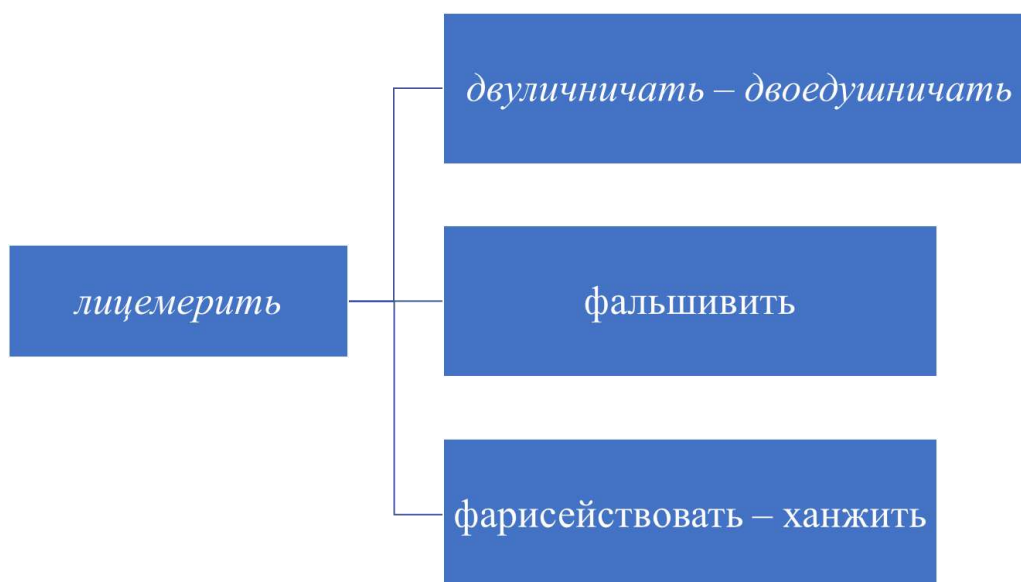 двуличничать – двоедушничать
лицемерить
фальшивить
фарисействовать – ханжить